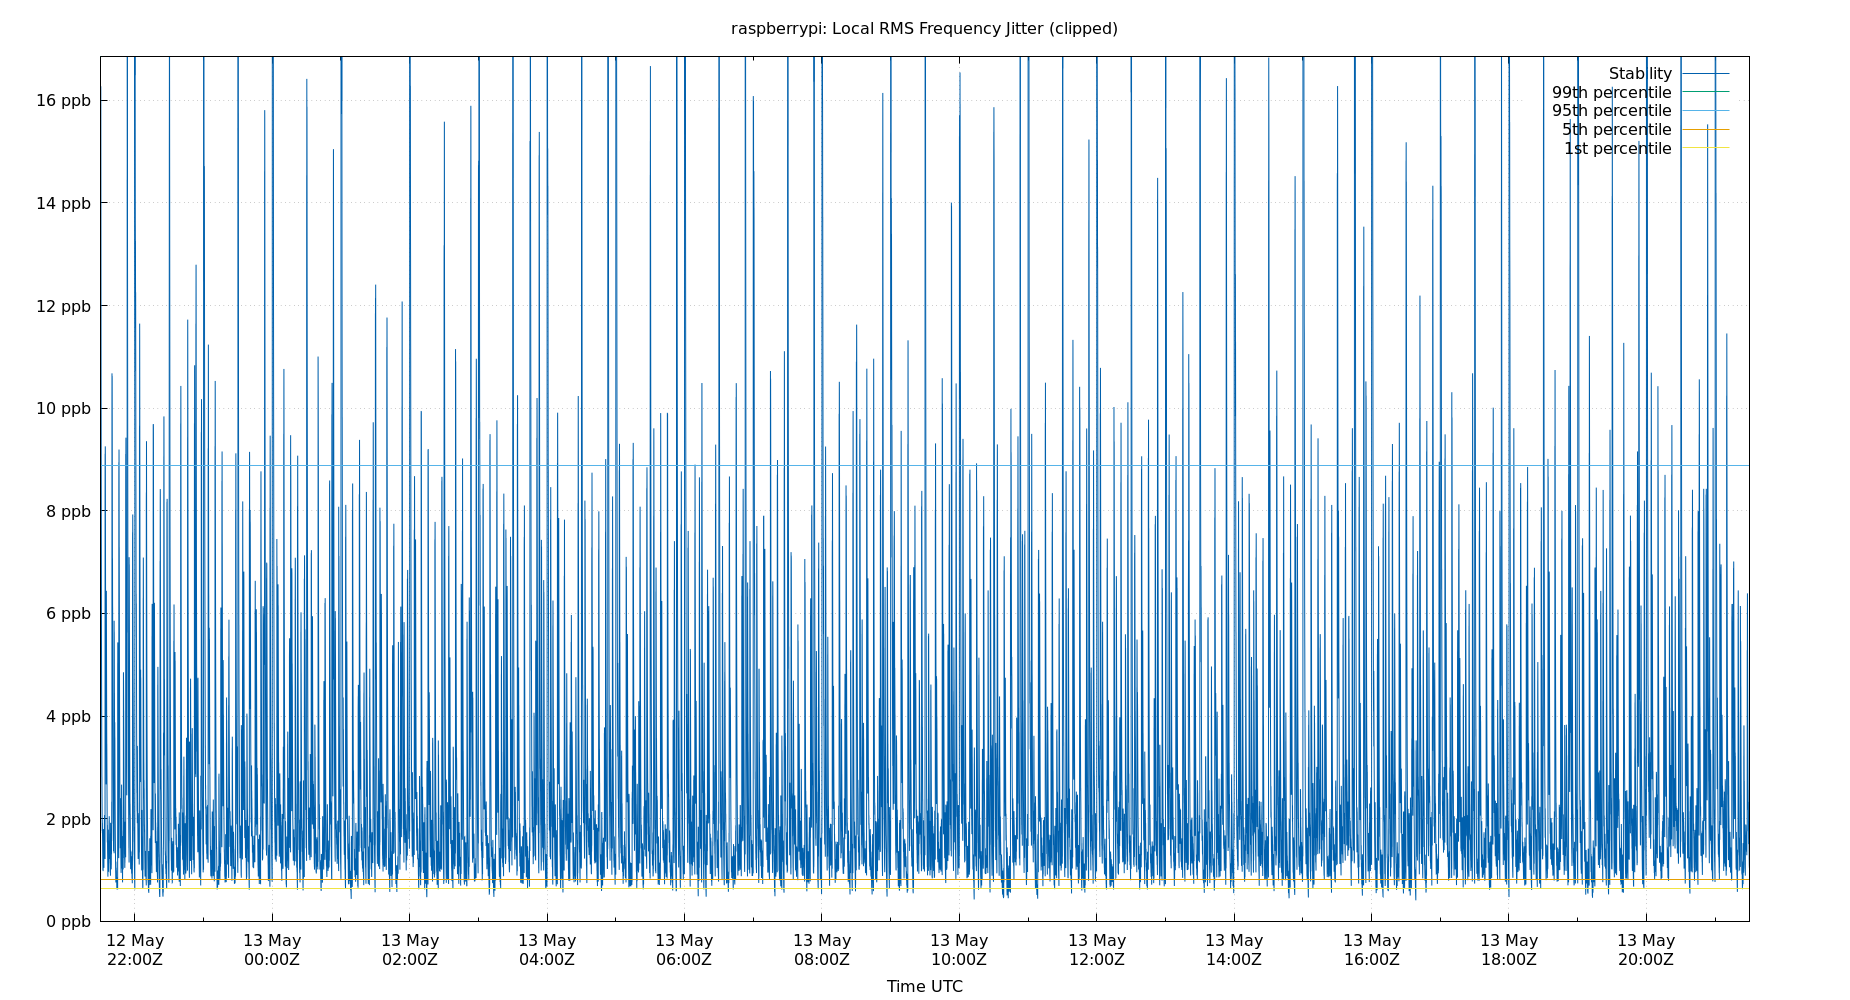 raspberrypi: Local RMS Frequency Jitter (clipped)
Stability
99th percentile
95th percentile
5th percentile
1st percentile
16 ppb
14 ppb
12 ppb
10 ppb
8 ppb
6 ppb
4 ppb
2 ppb
0 ppb
12 May 13 May 13 May 13 May 13 May 13 May 13 May 13 May 13 May 13 May 13 May 13 May
22:00Z 00:00Z 02:00Z 04:00Z 06:00Z 08:00Z 10:00Z 12:00Z 14:00Z 16:00Z 18:00Z 20:00Z
Time UTC